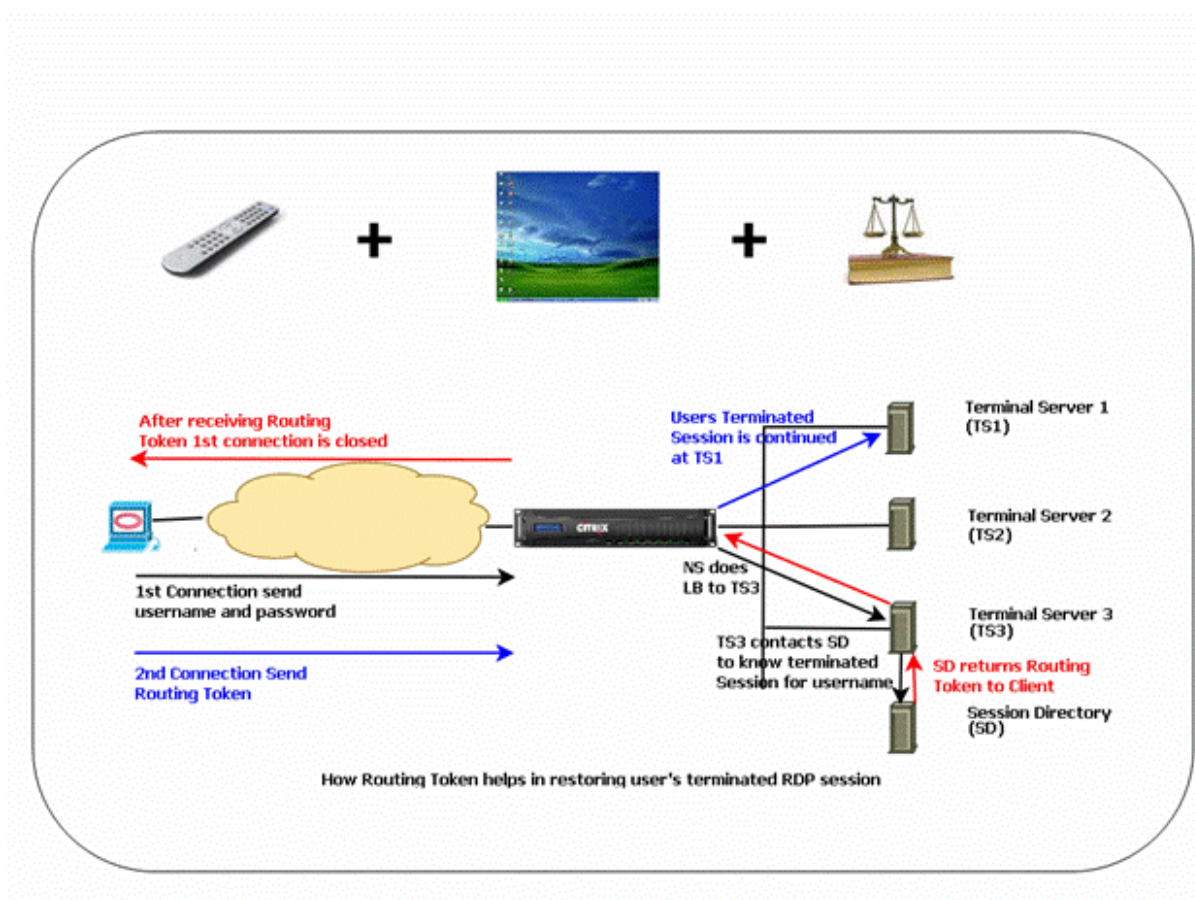 After receiving Routing
Token 1st connection is closed
Users Terminated
Session is continued
at TS1
Terminal Server 1
(TS1)
CITRIX
Terminal Server 2
(TS2)
NS does
LB to TS3
1st Connection send
username and password
Terminal Server 3
(TS3)
TS3 contacts SD
to know terminated
Session for username
SD returns Routing
Token to Client
2nd Connection Send
Routing Token
Session Directory
(SD)
How Routing Token helps in restoring user's terminated RDP session